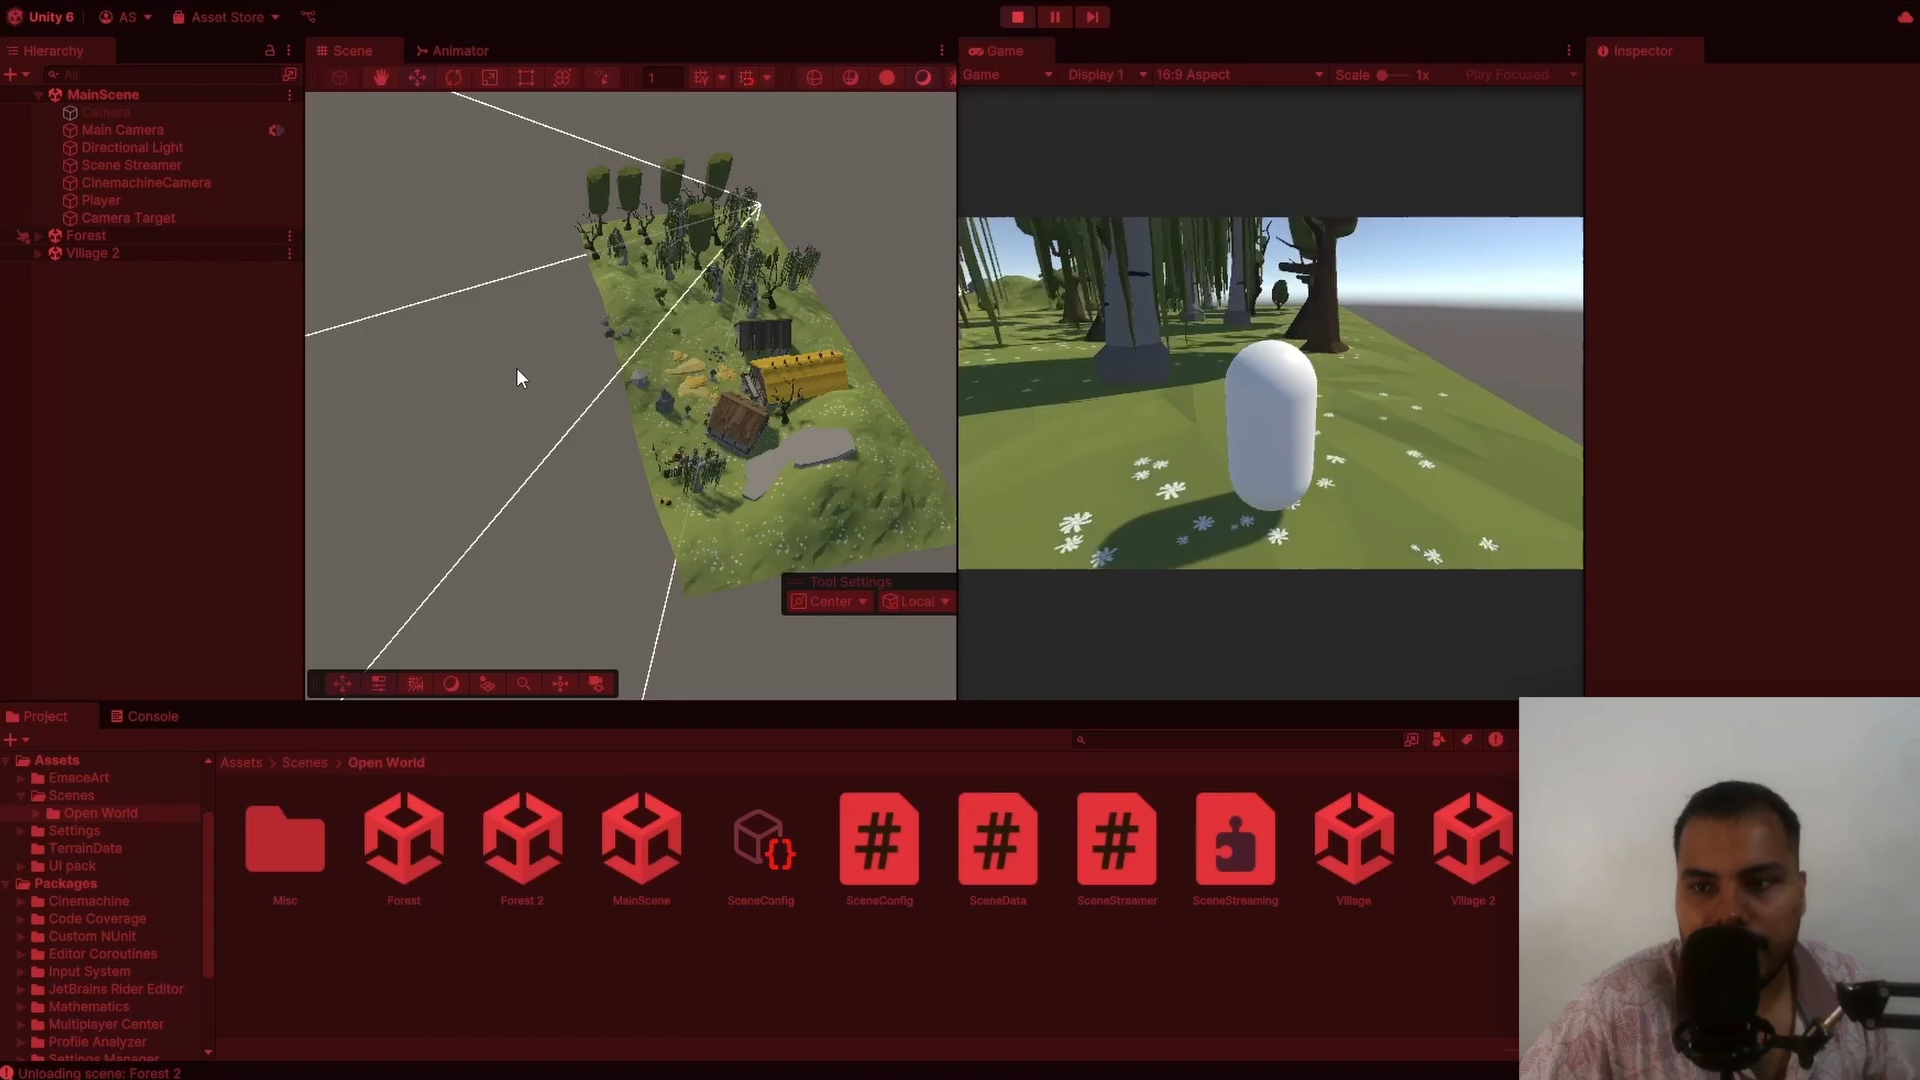 Unity 6
AS
Asset Store
Hierarchy
All
MainScene
Camera
Main Camera
Directional Light
Scene Streamer
CinemachineCamera
Player
Camera Target
Forest
Village 2
Scene
Animator
1
Tool Settings
Center
Local
Game
Game
Display 1
16:9 Aspect
Scale
1x
Play Focused
Inspector
Project
Console
Assets
EmaceArt
Scenes
Open World
Settings
TerrainData
UI pack
Packages
Cinemachine
Code Coverage
Custom NUnit
Editor Coroutines
Input System
JetBrains Rider Editor
Mathematics
Multiplayer Center
Profile Analyzer
Settings Manager
Assets > Scenes > Open World
Misc
Forest
Forest 2
MainScene
SceneConfig
SceneConfig
SceneData
SceneStreamer
SceneStreaming
Village
Village 2
Unloading scene: Forest 2